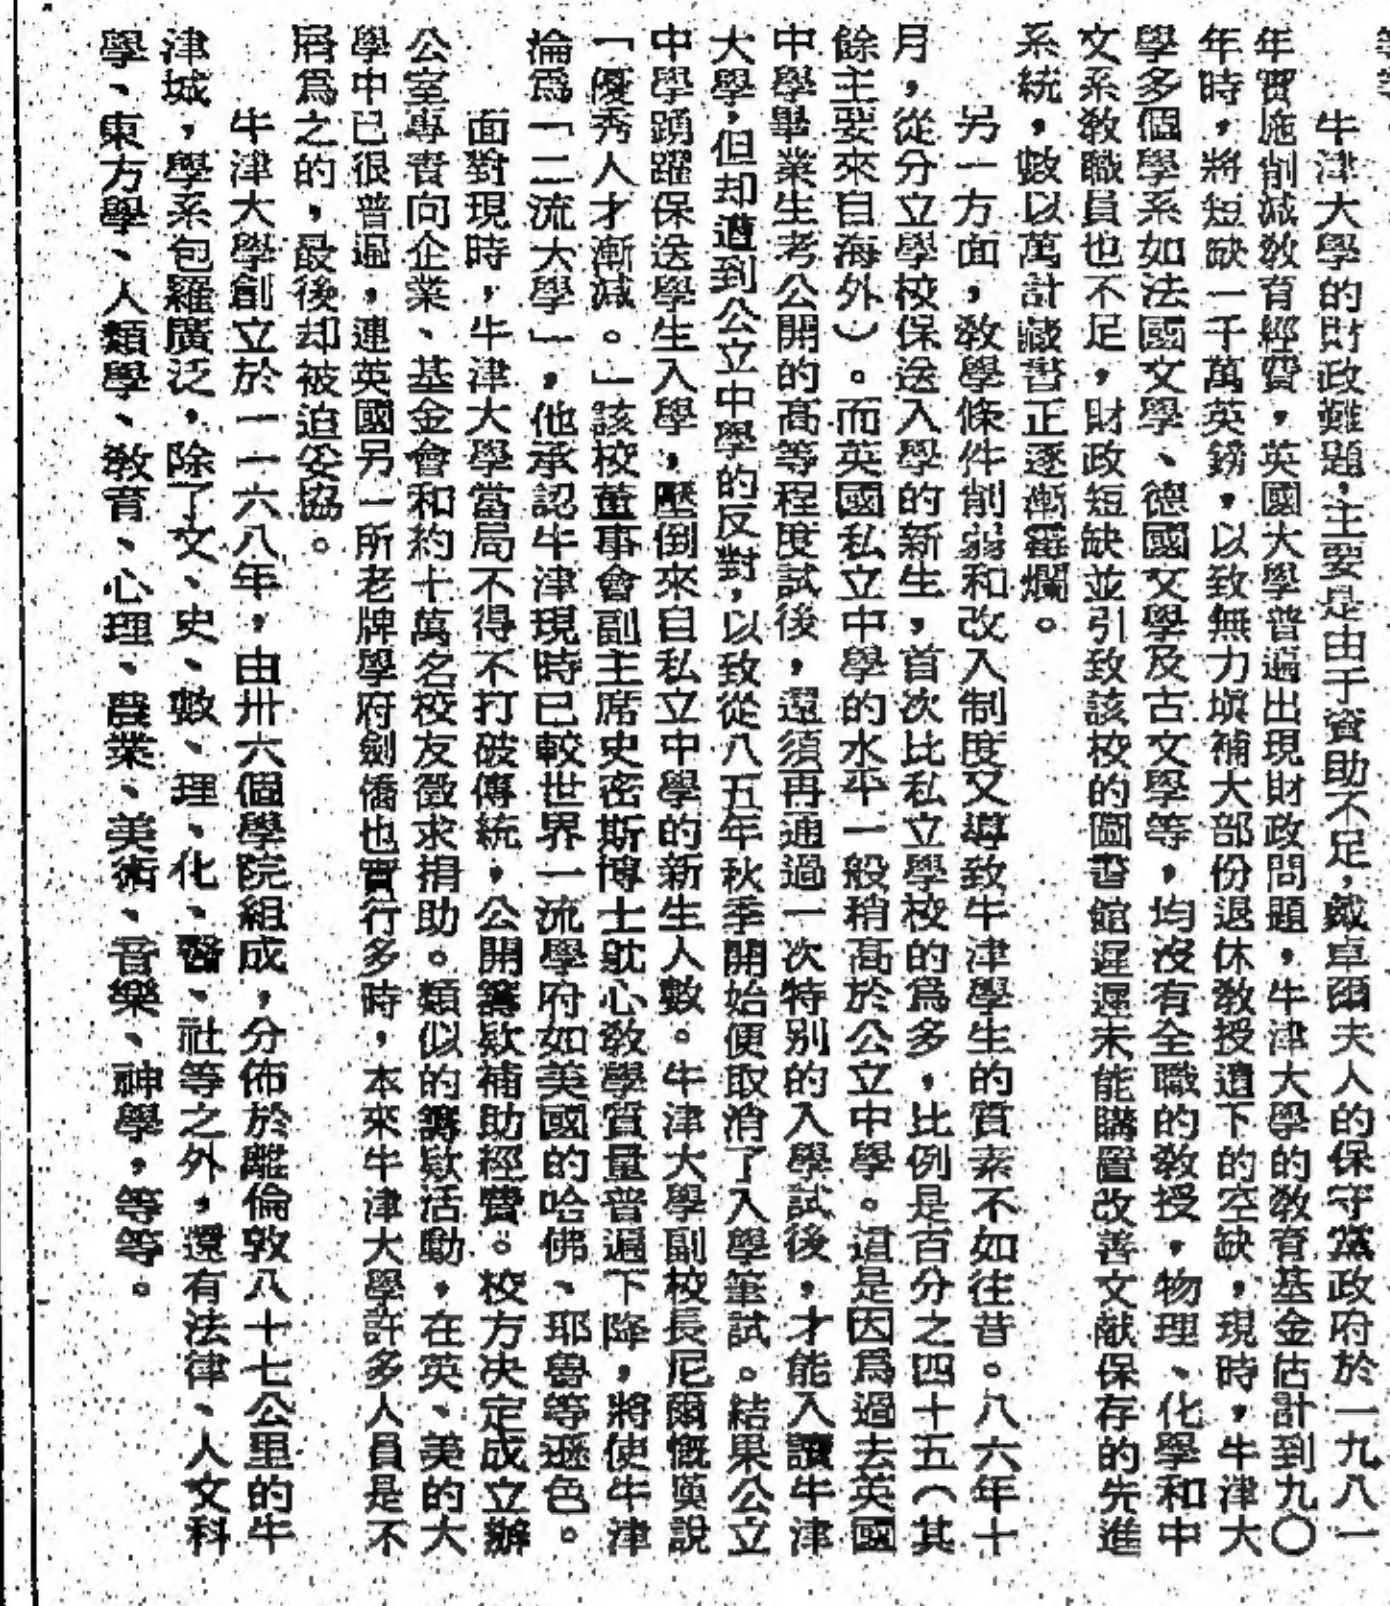 等等
牛津大學的財政難題，主要是由于資助不足，戴卓爾夫人的保守黨政府於一九八一
年實施削減敎育經費，英國大學普遍出現財政問題，牛津大學的敎育基金估計到九〇
年時，將短缺一千萬英鎊，以致無力塡補大部份退休敎授遺下的空缺，現時，牛津大
學多個學系如法國文學、德國文學及古文學等，均沒有全職的敎授，物理、化學和中
文系敎職員也不足，財政短缺並引致該校的圖書館遲遲未能購置改善文献保存的先進
系統，數以萬計藏書正逐漸霉爛。
另一方面，敎學條件削弱和改入制度又導致牛津學生的質素不如往昔。八六年十
月，從分立學校保送入學的新生，首次比私立學校的爲多，比例是百分之四十五（其
餘主要來自海外）。而英國私立中學的水平一般稍高於公立中學。這是因爲過去英國
中學畢業生考公開的高等程度試後，還須再通過一次特别的入學試後，才能入讀牛津
大學，但却遭到公立中學的反對，以致從八五年秋季開始便取消了入學筆試。結果公立
中學踴躍保送學生入學，壓倒來自私立中學的新生人數。牛津大學副校長尼爾慨嘆說
「優秀人才漸減。」該校董事會副主席史密斯博士躭心敎學質量普遍下降，將使牛津
淪爲「二流大學」，他承認牛津現時已較世界一流學府如美國的哈佛、耶魯等遜色。
面對現時，牛津大學當局不得不打破傳統，公開籌欵補助經費。校方决定成立辦
公室專責向企業、基金會和約十萬名校友徵求捐助。類似的籌欵活動，在英、美的大
學中已很普遍，連英國另一所老牌學府劍僑也實行多時，本來牛津大學許多人員是不
屑爲之的，最後却被迫妥協。
牛津大學創立於一一六八年，由卅六個學院組成，分佈於離倫敦八十七公里的牛
津城，學系包羅廣泛，除了文、史、數、理、化、醫、社等之外，還有法律、人文科
學、東方學、人類學、敎育、心理、農業、美術、音樂、神學，等等。